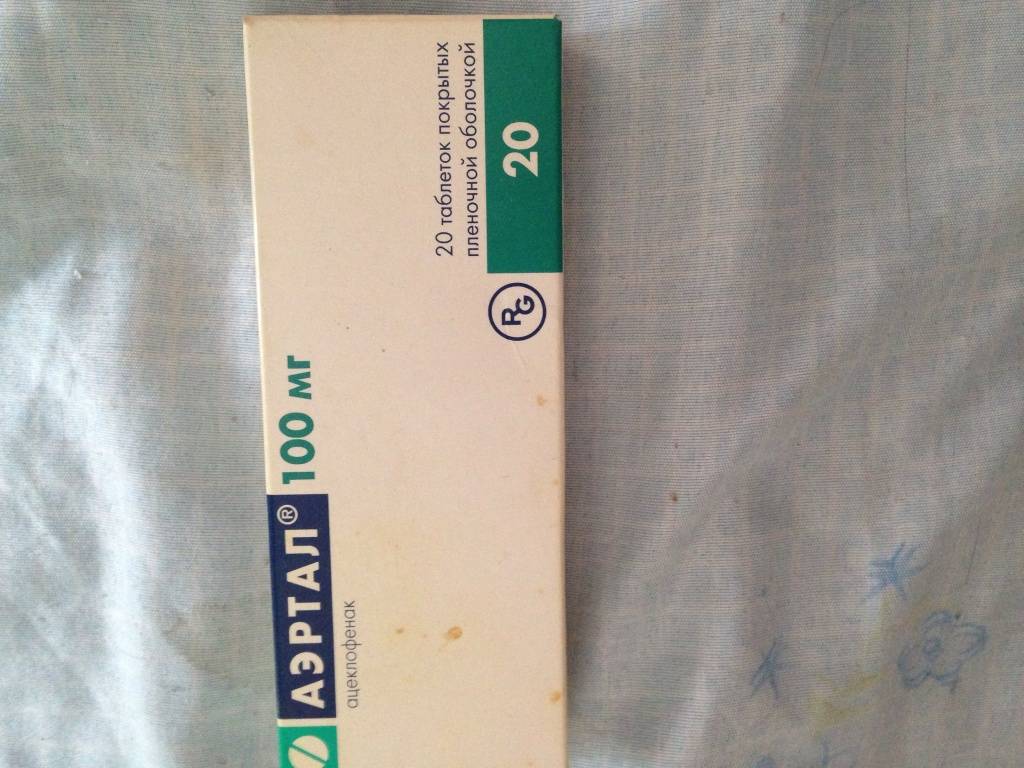 АЭРТАЛ® 100 мг
ацеклофенак
20 таблеток покрытых
пленочной оболочкой
RG
20